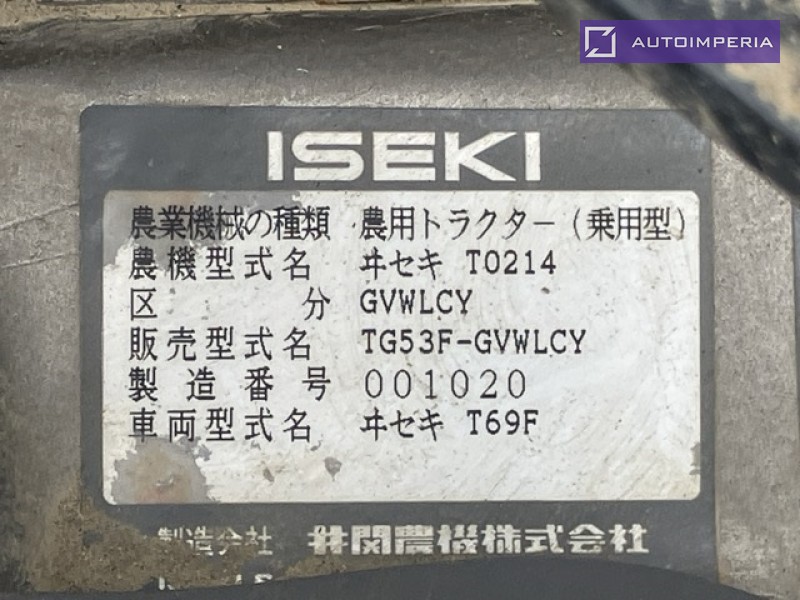 AUTOIMPERIA
ISEKI
農業機械の種類 農用トラクター(乗用型)
農機型式名 ヰセキ T0214
区分 GVWLCY
販売型式名 TG53F-GVWLCY
製造番号 001020
車両型式名 ヰセキ T69F
製造会社 井関農機株式会社